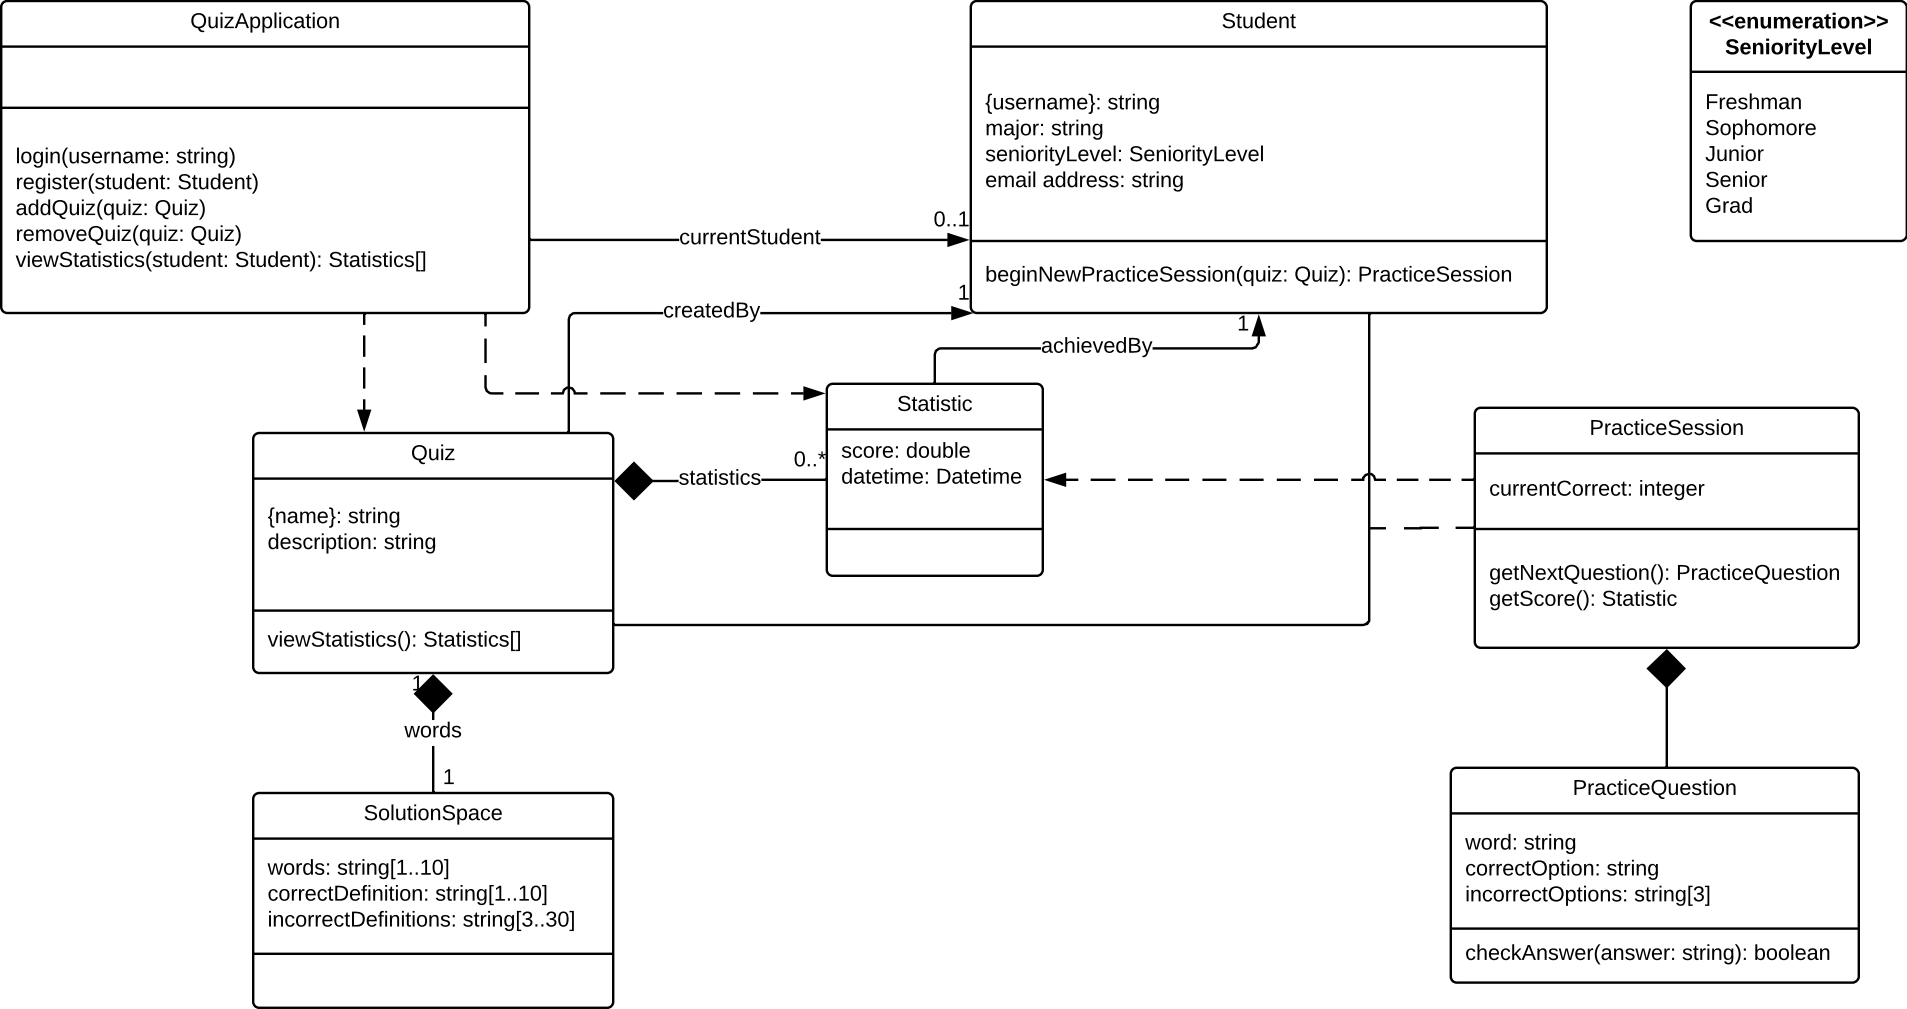 QuizApplication
login(username: string)
register(student: Student)
addQuiz(quiz: Quiz)
removeQuiz(quiz: Quiz)
viewStatistics(student: Student): Statistics[]
Student
{username}: string
major: string
seniorityLevel: SeniorityLevel
email address: string
beginNewPracticeSession(quiz: Quiz): PracticeSession
<<enumeration>>
SeniorityLevel
Freshman
Sophomore
Junior
Senior
Grad
currentStudent
0..1
createdBy
1
achievedBy
1
Statistic
score: double
datetime: Datetime
Quiz
{name}: string
description: string
viewStatistics(): Statistics[]
statistics
0..*
PracticeSession
currentCorrect: integer
getNextQuestion(): PracticeQuestion
getScore(): Statistic
1
words
1
SolutionSpace
words: string[1..10]
correctDefinition: string[1..10]
incorrectDefinitions: string[3..30]
PracticeQuestion
word: string
correctOption: string
incorrectOptions: string[3]
checkAnswer(answer: string): boolean